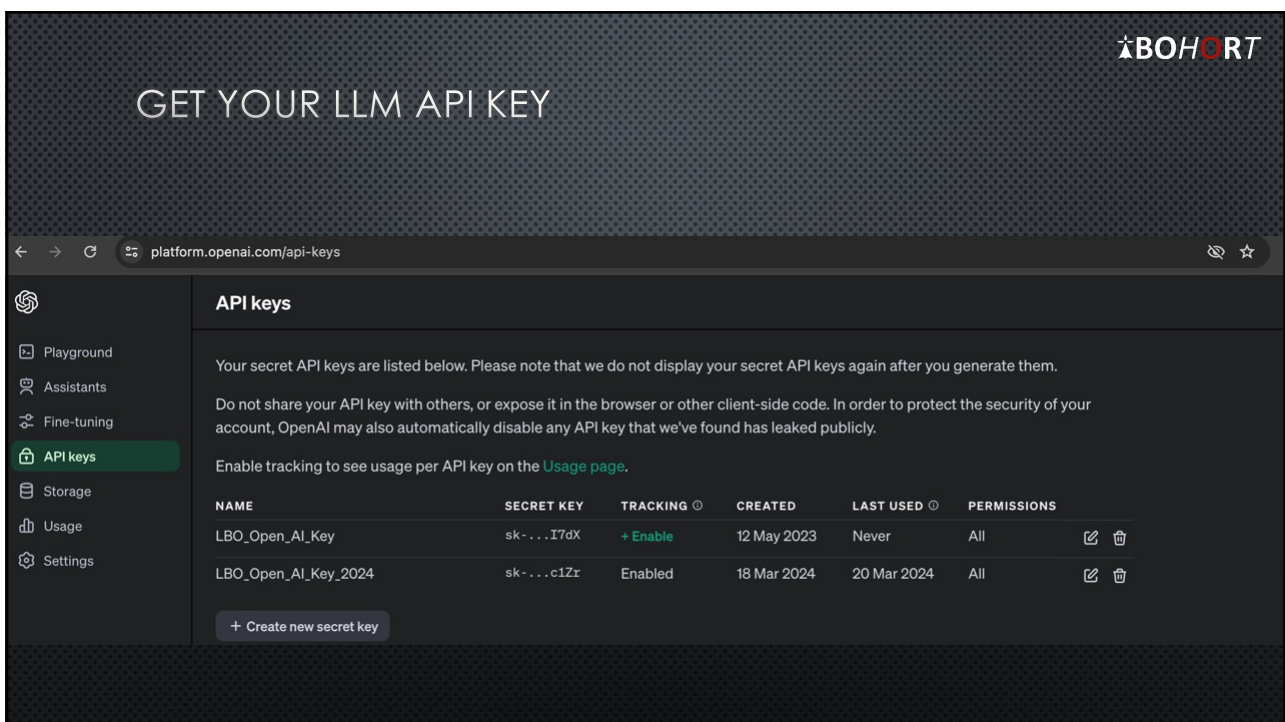 BOHORT
GET YOUR LLM API KEY
platform.openai.com/api-keys
API keys
Playground
Assistants
Fine-tuning
API keys
Storage
Usage
Settings
Your secret API keys are listed below. Please note that we do not display your secret API keys again after you generate them.
Do not share your API key with others, or expose it in the browser or other client-side code. In order to protect the security of your
account, OpenAI may also automatically disable any API key that we've found has leaked publicly.
Enable tracking to see usage per API key on the Usage page.
NAME SECRET KEY TRACKING CREATED LAST USED PERMISSIONS
LBO_Open_AI_Key sk-...I7dX + Enable 12 May 2023 Never All
LBO_Open_AI_Key_2024 sk-...c1Zr Enabled 18 Mar 2024 20 Mar 2024 All
+ Create new secret key